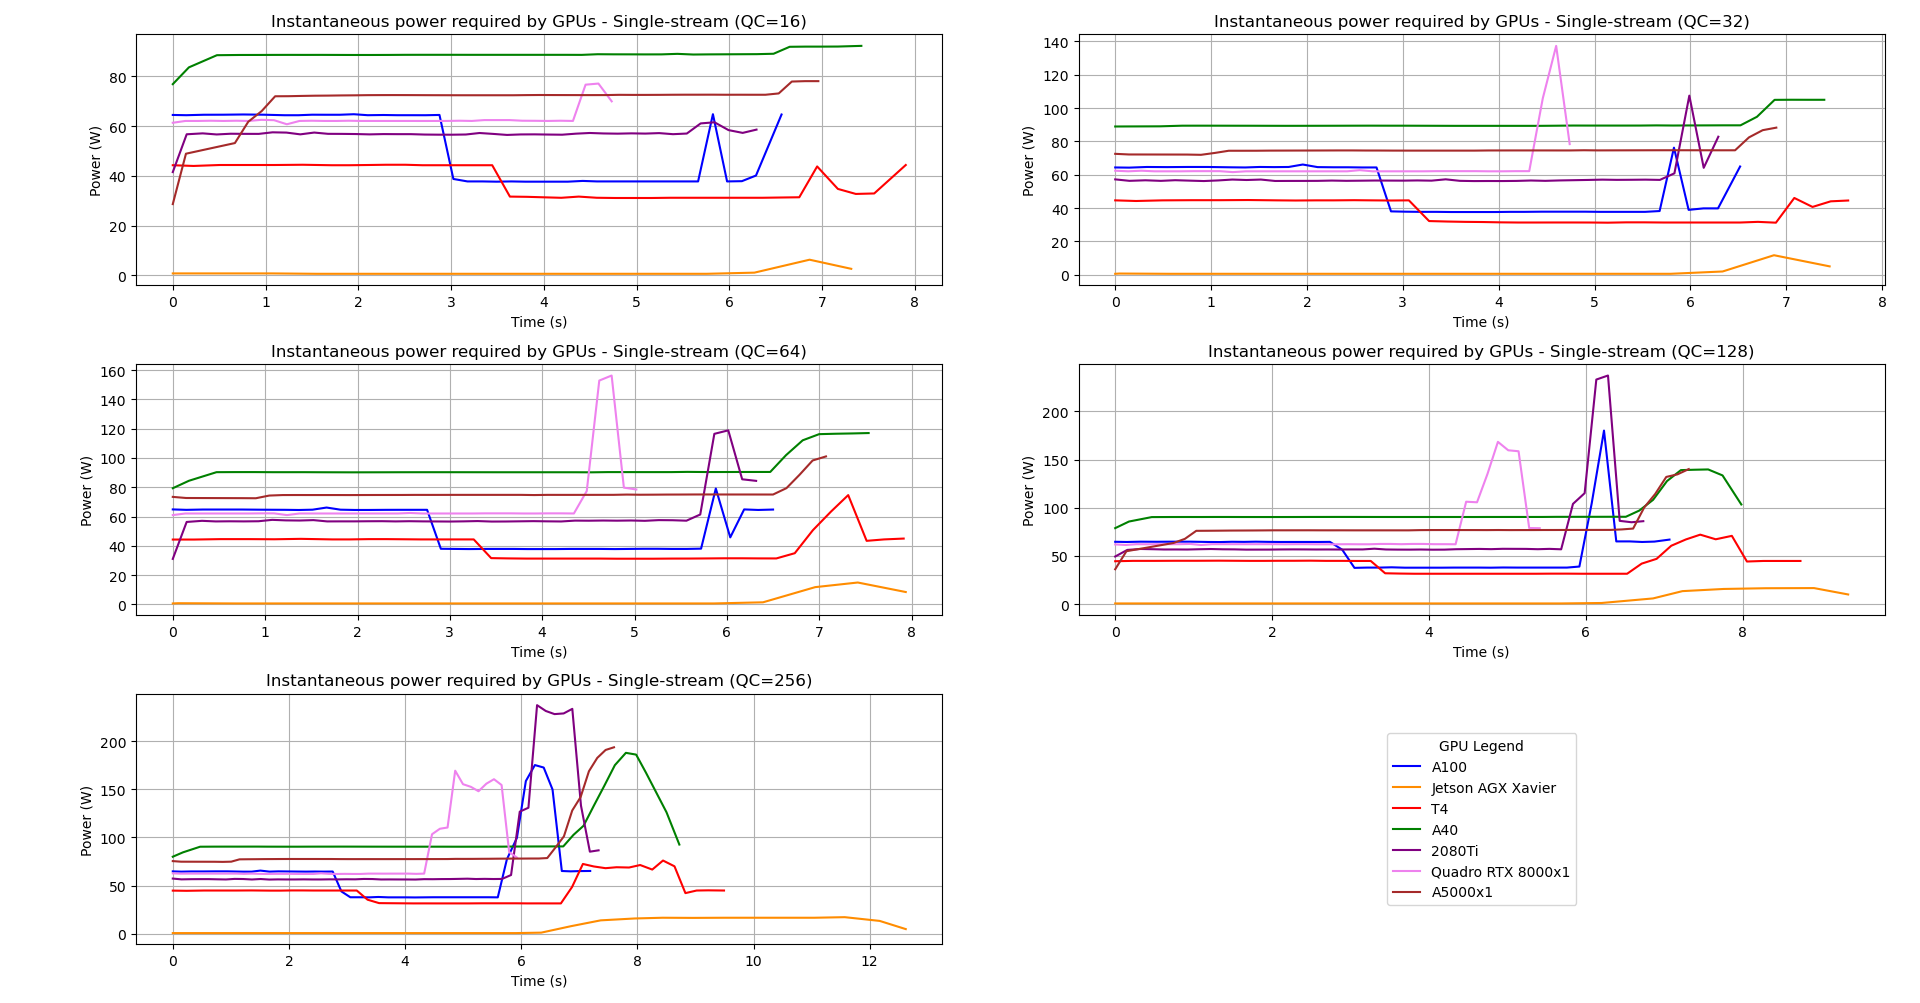 Instantaneous power required by GPUs - Single-stream (QC=16)
Power (W)
80
60
40
20
0
0 1 2 3 4 5 6 7 8
Time (s)
Instantaneous power required by GPUs - Single-stream (QC=32)
Power (W)
140
120
100
80
60
40
20
0
0 1 2 3 4 5 6 7 8
Time (s)
Instantaneous power required by GPUs - Single-stream (QC=64)
Power (W)
160
140
120
100
80
60
40
20
0
0 1 2 3 4 5 6 7 8
Time (s)
Instantaneous power required by GPUs - Single-stream (QC=128)
Power (W)
200
150
100
50
0
0 2 4 6 8
Time (s)
Instantaneous power required by GPUs - Single-stream (QC=256)
Power (W)
200
150
100
50
0
0 2 4 6 8 10 12
Time (s)
GPU Legend
A100
Jetson AGX Xavier
T4
A40
2080Ti
Quadro RTX 8000x1
A5000x1